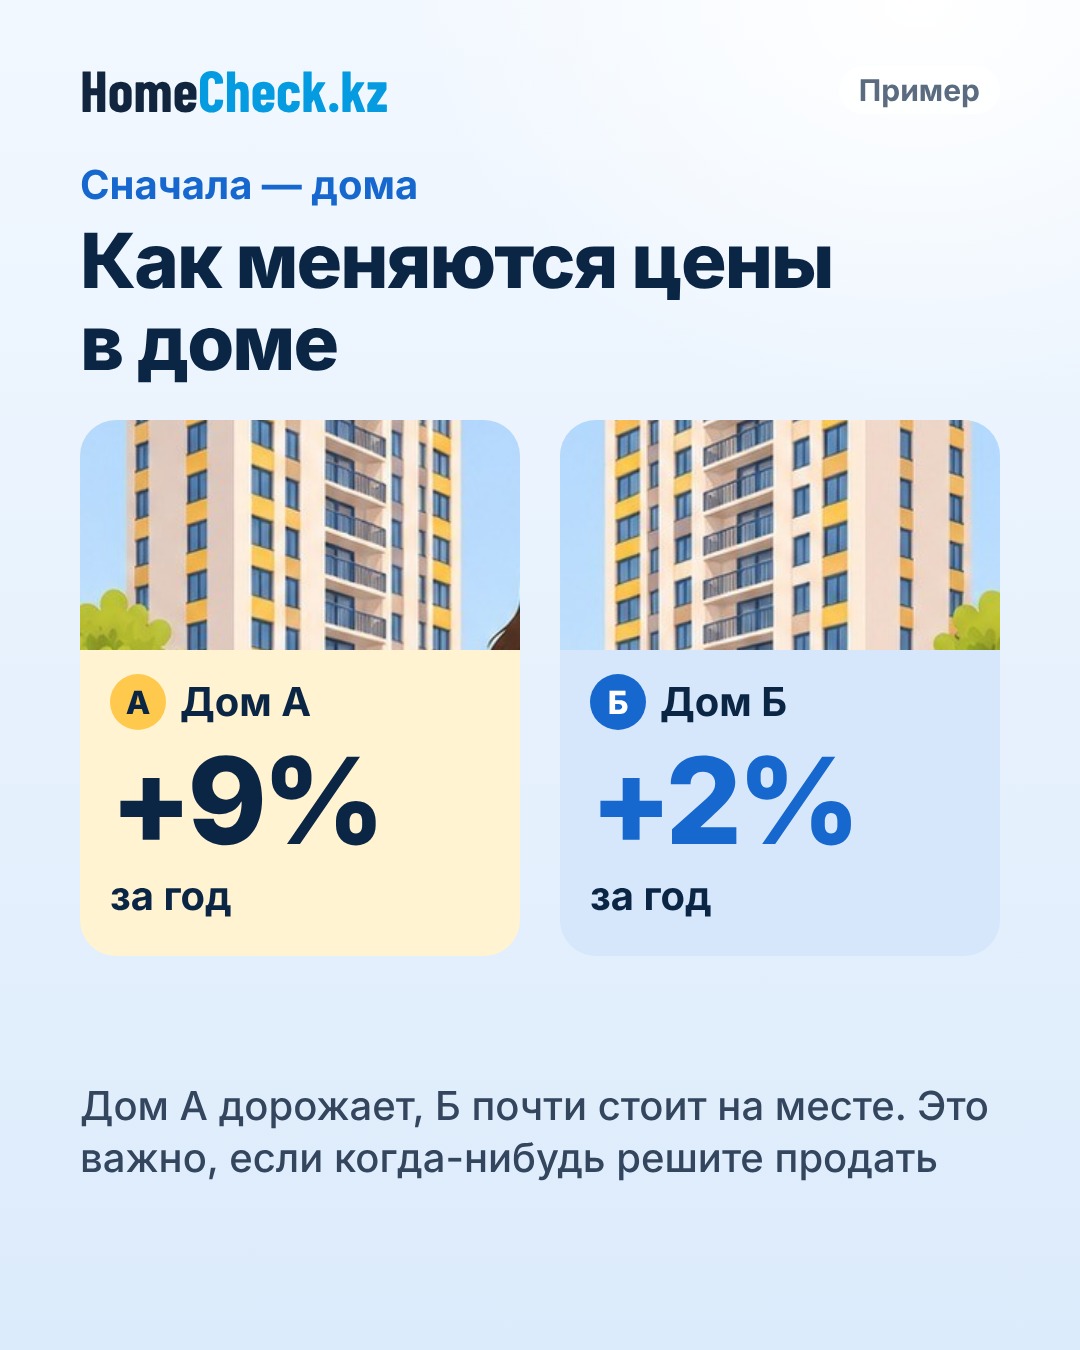 HomeCheck.kz
Пример
Сначала — дома
Как меняются цены
в доме
А Дом А
+9%
за год
Б Дом Б
+2%
за год
Дом А дорожает, Б почти стоит на месте. Это
важно, если когда-нибудь решите продать